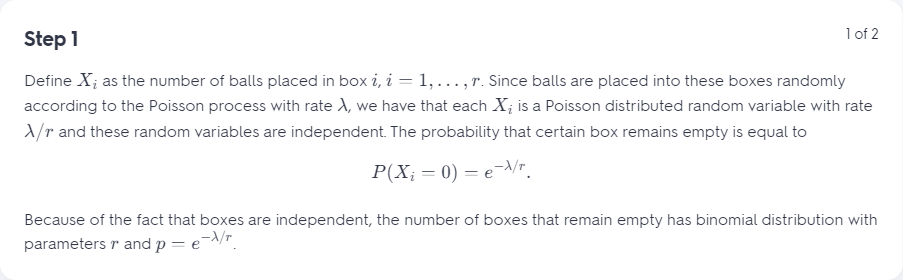 Step 1
1 of 2
Define $X_i$ as the number of balls placed in box $i, i = 1, \ldots, r$. Since balls are placed into these boxes randomly
according to the Poisson process with rate $\lambda$, we have that each $X_i$ is a Poisson distributed random variable with rate
$\lambda/r$ and these random variables are independent. The probability that certain box remains empty is equal to
$P(X_i = 0) = e^{-\lambda/r}.$
Because of the fact that boxes are independent, the number of boxes that remain empty has binomial distribution with
parameters $r$ and $p = e^{-\lambda/r}$.